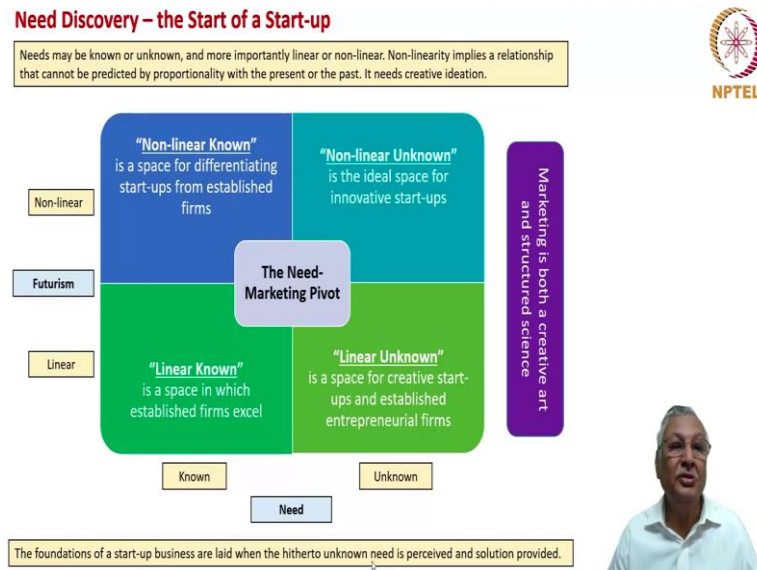 Need Discovery – the Start of a Start-up
Needs may be known or unknown, and more importantly linear or non-linear. Non-linearity implies a relationship
that cannot be predicted by proportionality with the present or the past. It needs creative ideation.
NPTEL
"Non-linear Known"
is a space for differentiating
start-ups from established
firms
"Non-linear Unknown"
is the ideal space for
innovative start-ups
Non-linear
Futurism
Linear
The Need-
Marketing Pivot
"Linear Known"
is a space in which
established firms excel
"Linear Unknown"
is a space for creative start-
ups and established
entrepreneurial firms
Marketing is both a creative art
and structured science
Known
Unknown
Need
The foundations of a start-up business are laid when the hitherto unknown need is perceived and solution provided.